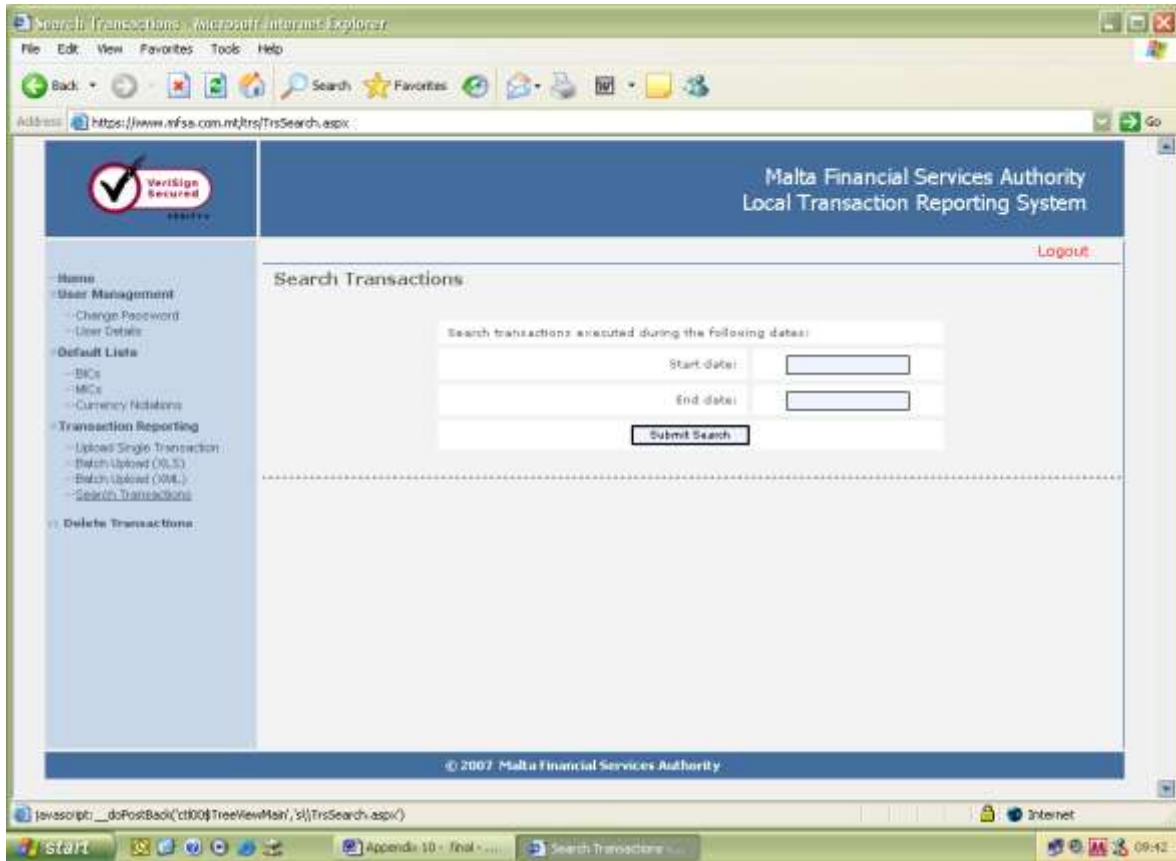 Search Transactions - Microsoft Internet Explorer
File Edit View Favorites Tools Help
Back Search Favorites
Address https://www.mfsa.com.mt/trs/TrsSearch.aspx Go
VeriSign
Secured
Malta Financial Services Authority
Local Transaction Reporting System
Logout
Home
User Management
Change Password
User Details
Default Lists
BICs
MICs
Currency Notations
Transaction Reporting
Upload Single Transaction
Batch Upload (XLS)
Batch Upload (XML)
Search Transactions
Delete Transactions
Search Transactions
Search transactions executed during the following dates:
Start date:
End date:
Submit Search
© 2007 Malta Financial Services Authority
javascript:__doPostBack('ctl00$TreeViewMain','sl\\TrsSearch.aspx') Internet
start Appendix 10 - final - .... Search Transactions - ... 09:42